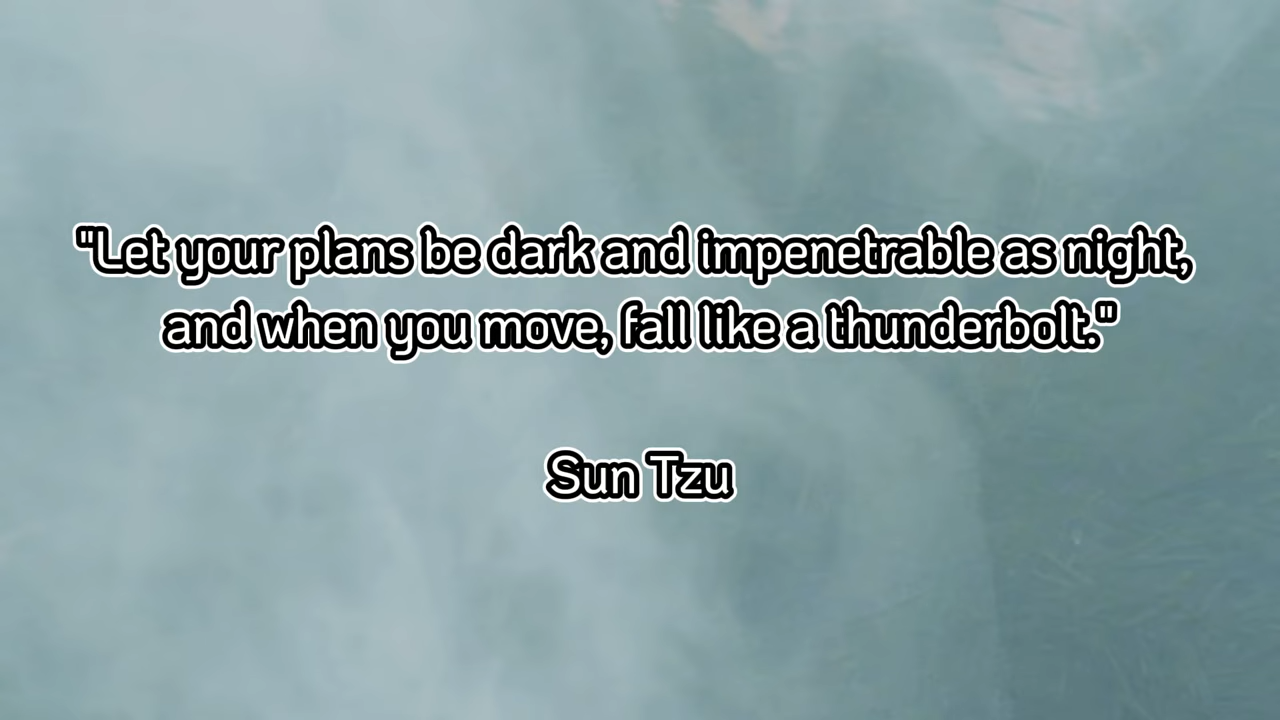 "Let your plans be dark and impenetrable as night,
and when you move, fall like a thunderbolt."
Sun Tzu